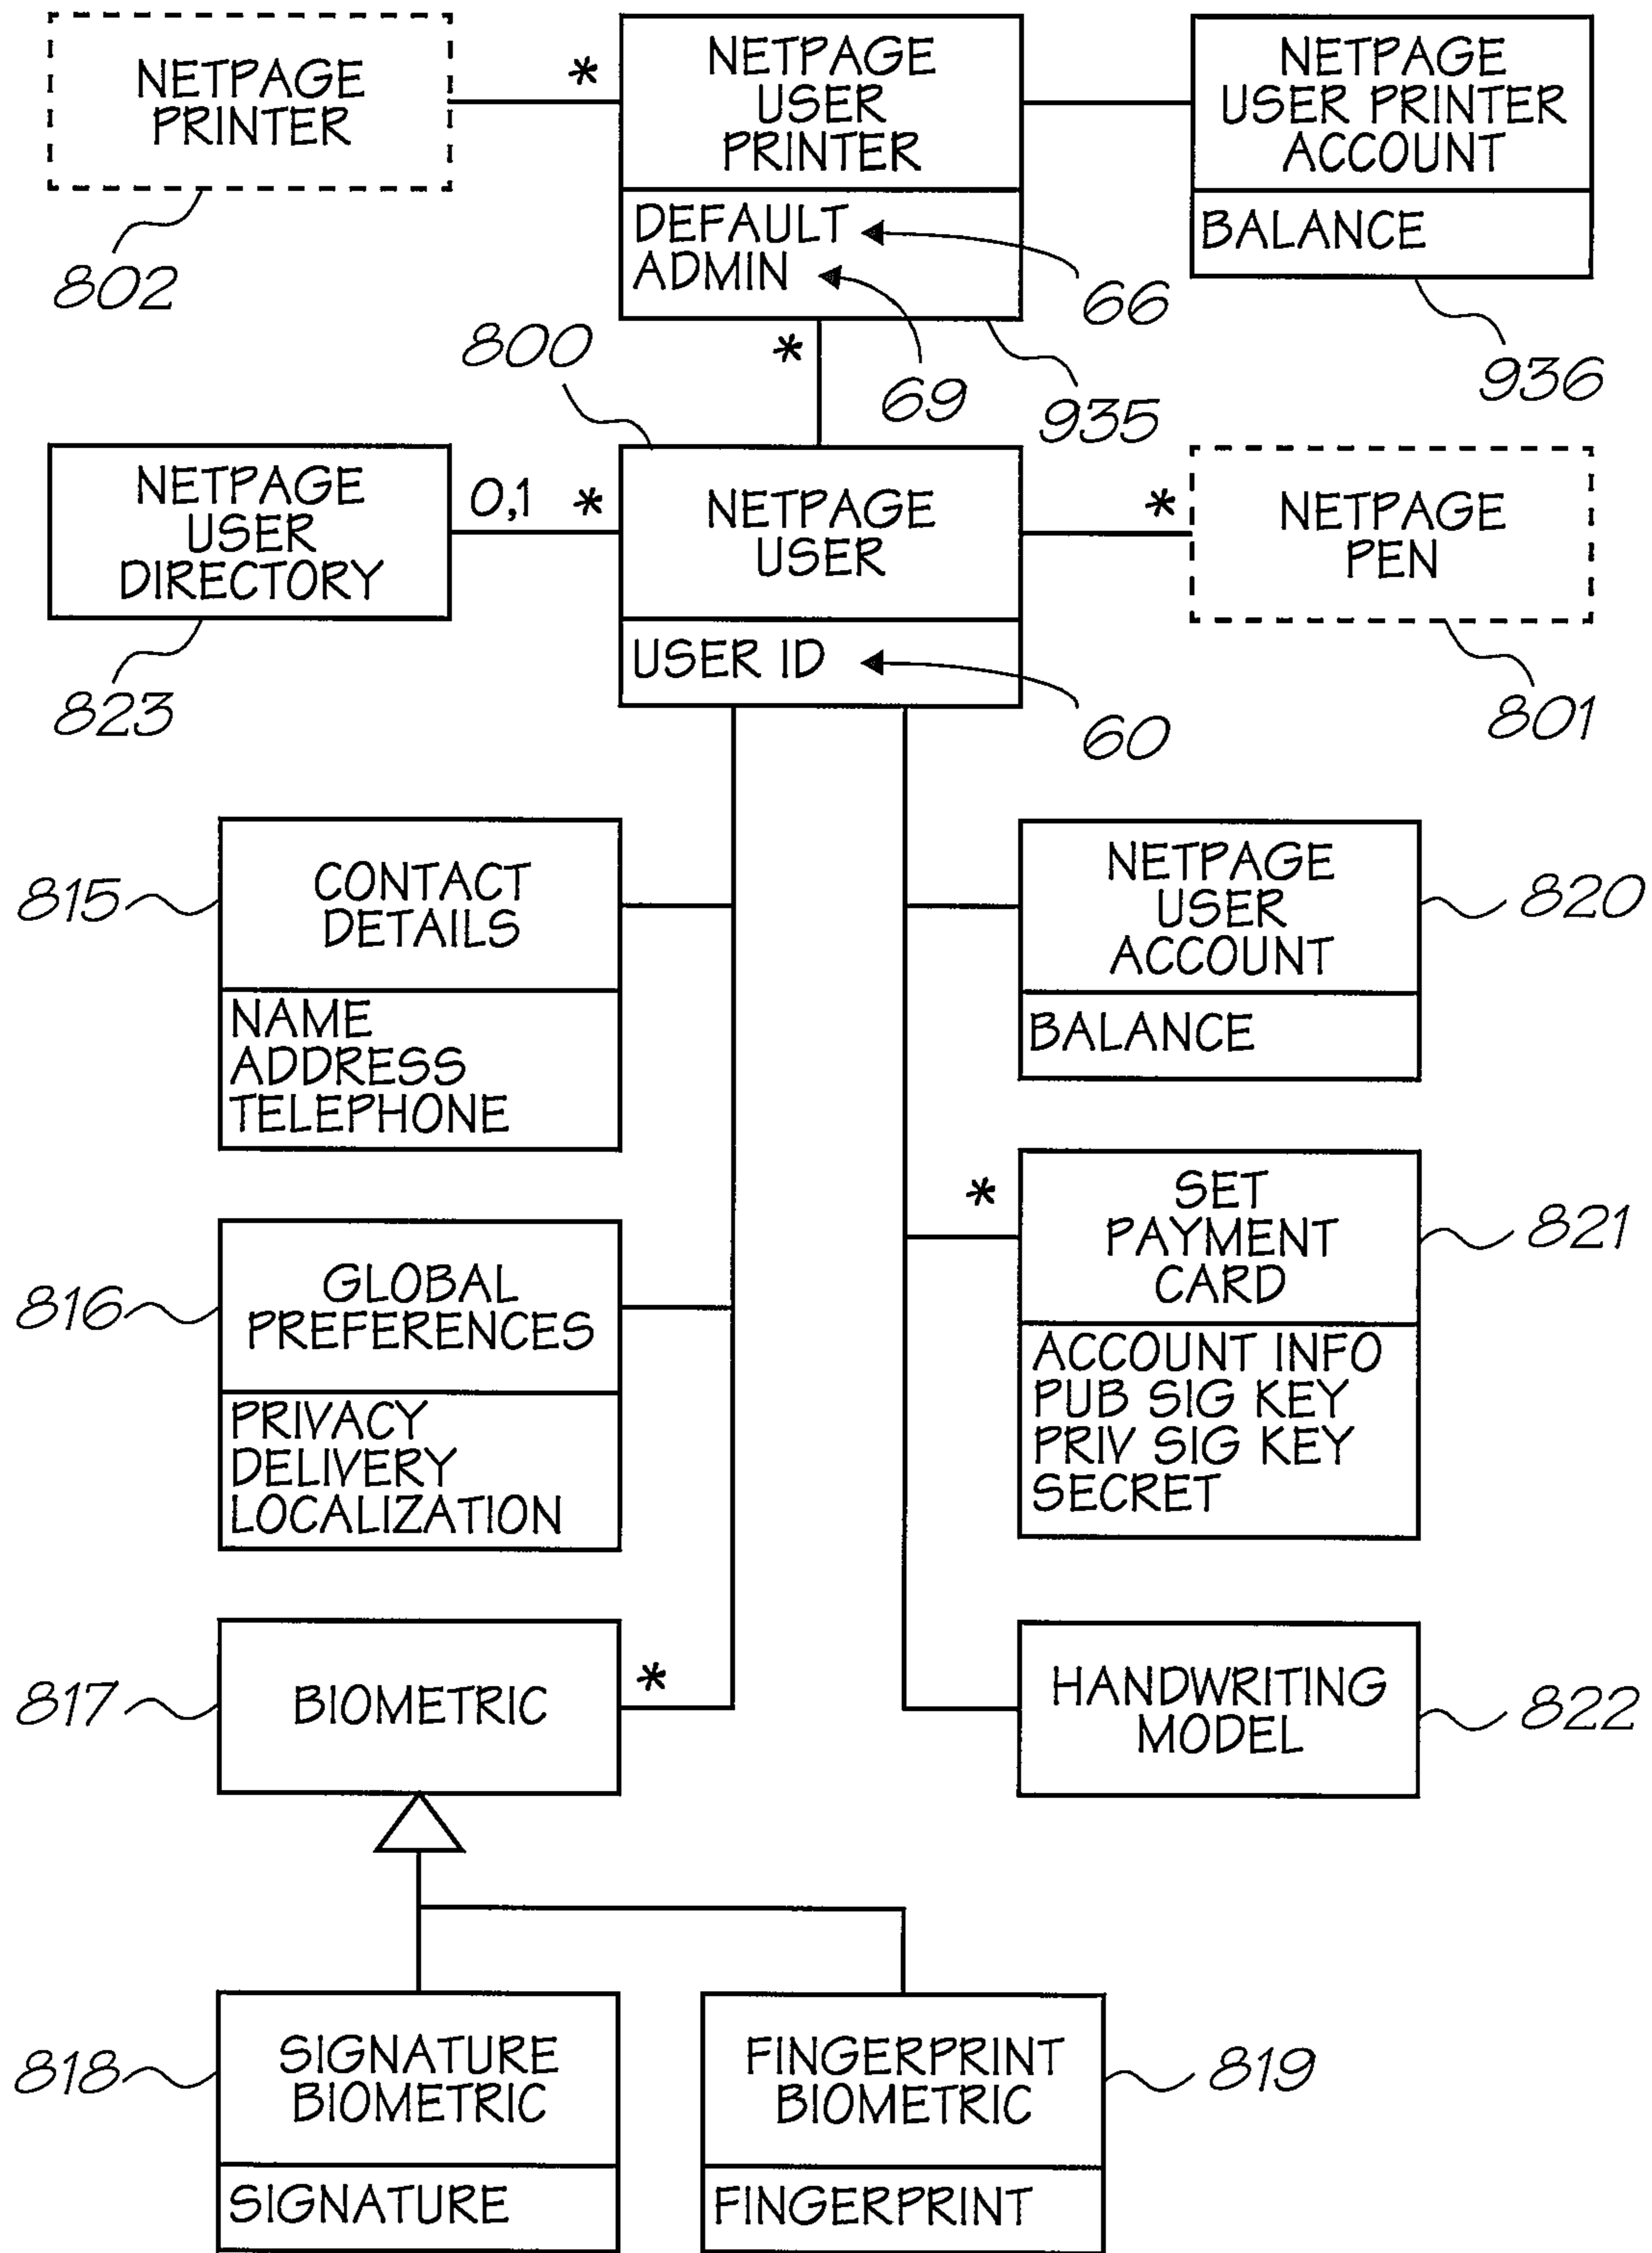 NETPAGE
PRINTER
802
*
NETPAGE
USER
PRINTER
DEFAULT
ADMIN
66
69
935
NETPAGE
USER PRINTER
ACCOUNT
BALANCE
936
*
800
NETPAGE
USER
DIRECTORY
823
0,1 *
NETPAGE
USER
USER ID
60
*
NETPAGE
PEN
801
815
CONTACT
DETAILS
NAME
ADDRESS
TELEPHONE
NETPAGE
USER
ACCOUNT
BALANCE
820
816
GLOBAL
PREFERENCES
PRIVACY
DELIVERY
LOCALIZATION
*
SET
PAYMENT
CARD
ACCOUNT INFO
PUB SIG KEY
PRIV SIG KEY
SECRET
821
817
BIOMETRIC
*
HANDWRITING
MODEL
822
818
SIGNATURE
BIOMETRIC
SIGNATURE
FINGERPRINT
BIOMETRIC
FINGERPRINT
819